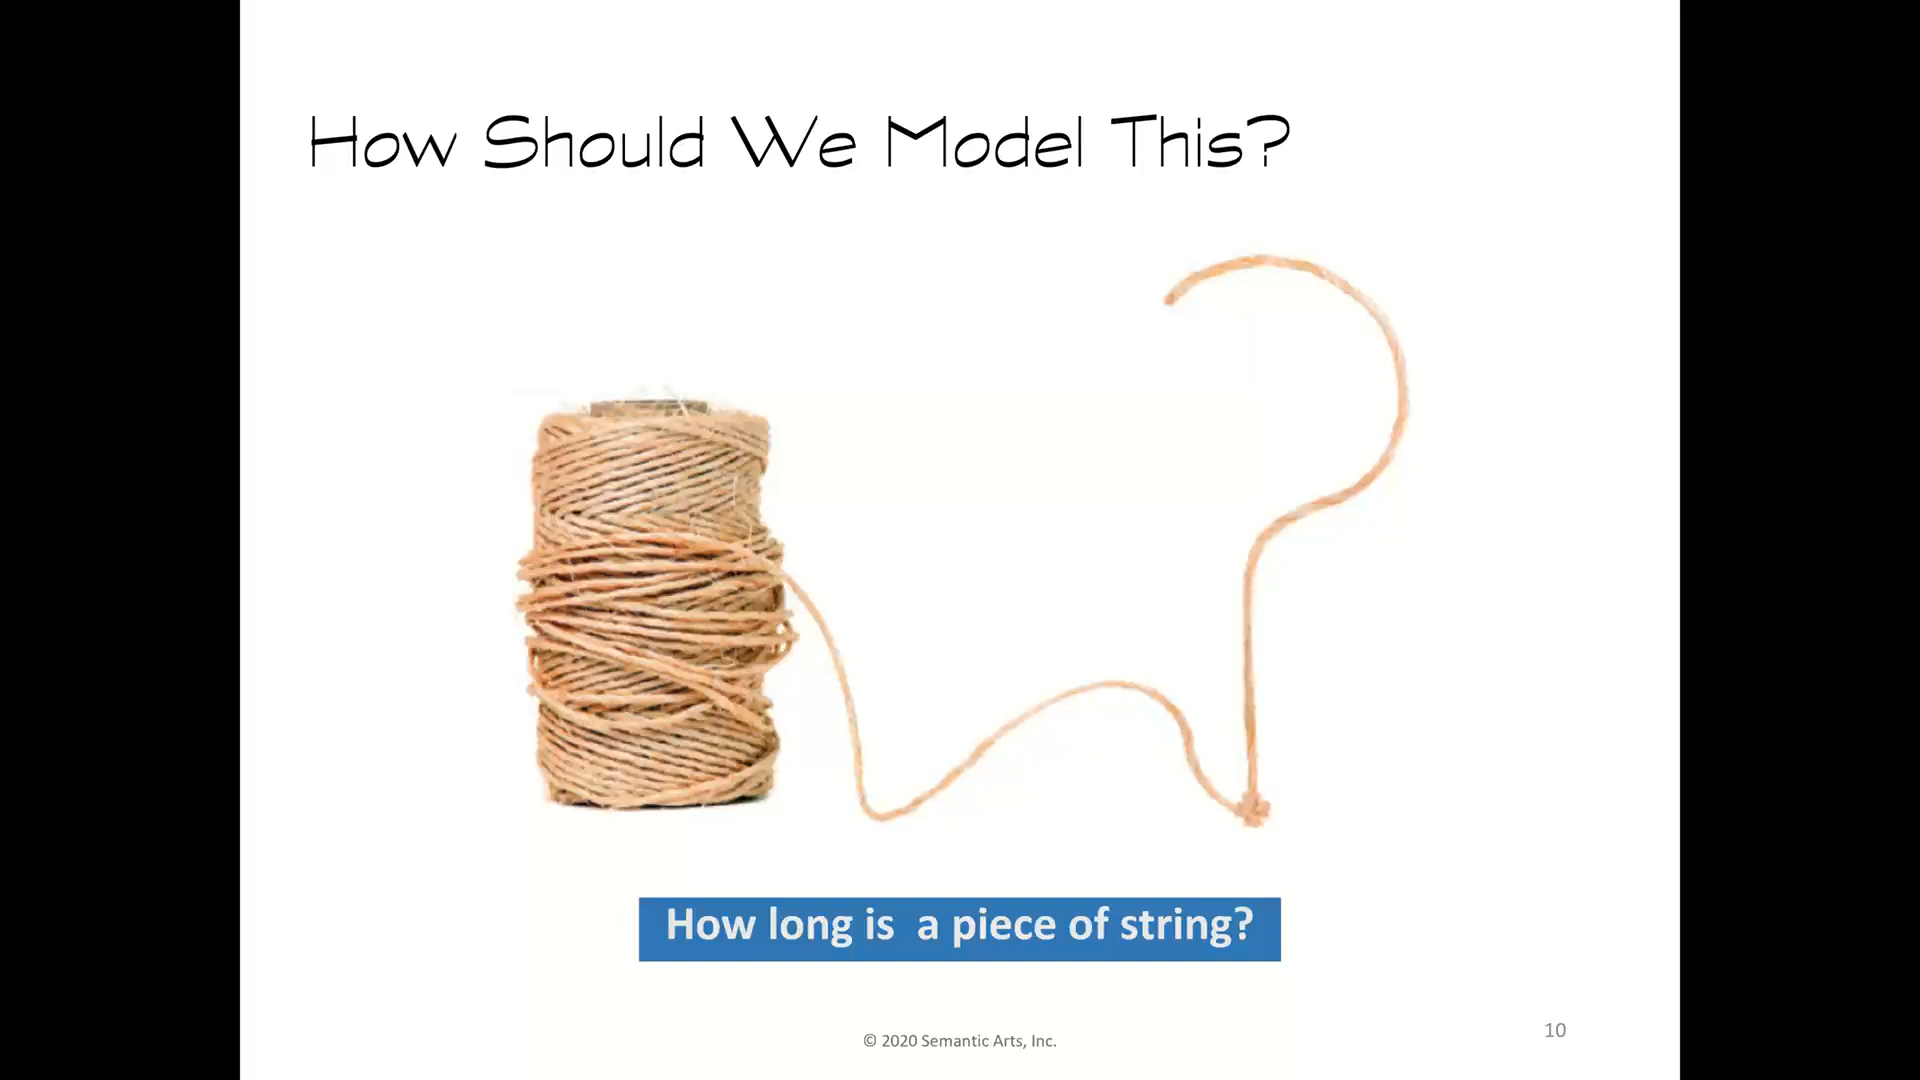 How Should We Model This?
How long is  a piece of string?
© 2020 Semantic Arts, Inc.
10